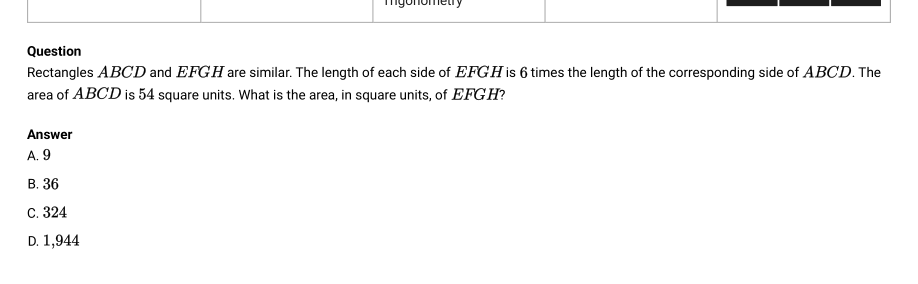 Trigonometry
Question
Rectangles ABCD and EFGH are similar. The length of each side of EFGH is 6 times the length of the corresponding side of ABCD. The
area of ABCD is 54 square units. What is the area, in square units, of EFGH?
Answer
A. 9
B. 36
C. 324
D. 1,944